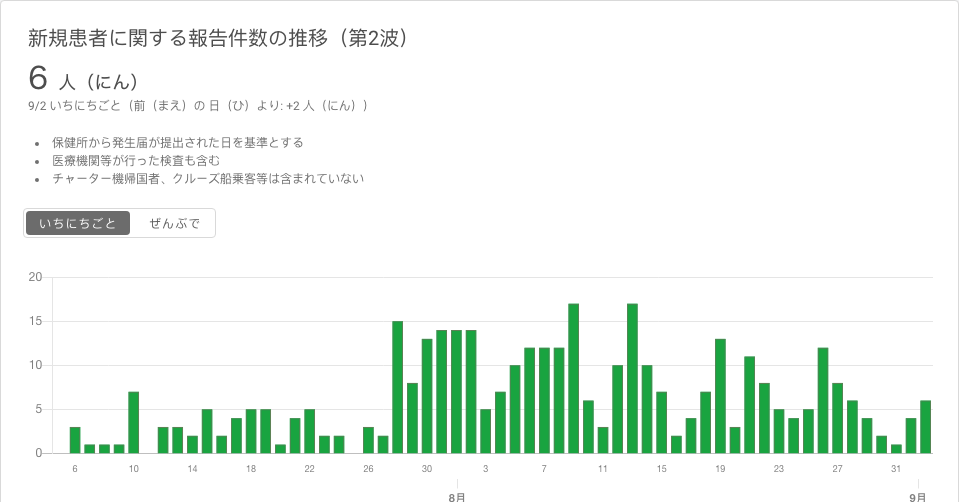 新規患者に関する報告件数の推移（第2波）
6 人（にん）
9/2 いちにちごと（前（まえ）の 日（ひ）より: +2 人（にん））
保健所から発生届が提出された日を基準とする
医療機関等が行った検査も含む
チャーター機帰国者、クルーズ船乗客等は含まれていない
いちにちごと ぜんぶで
20
15
10
5
0
6 10 14 18 22 26 30 3 7 11 15 19 23 27 31
8月 9月